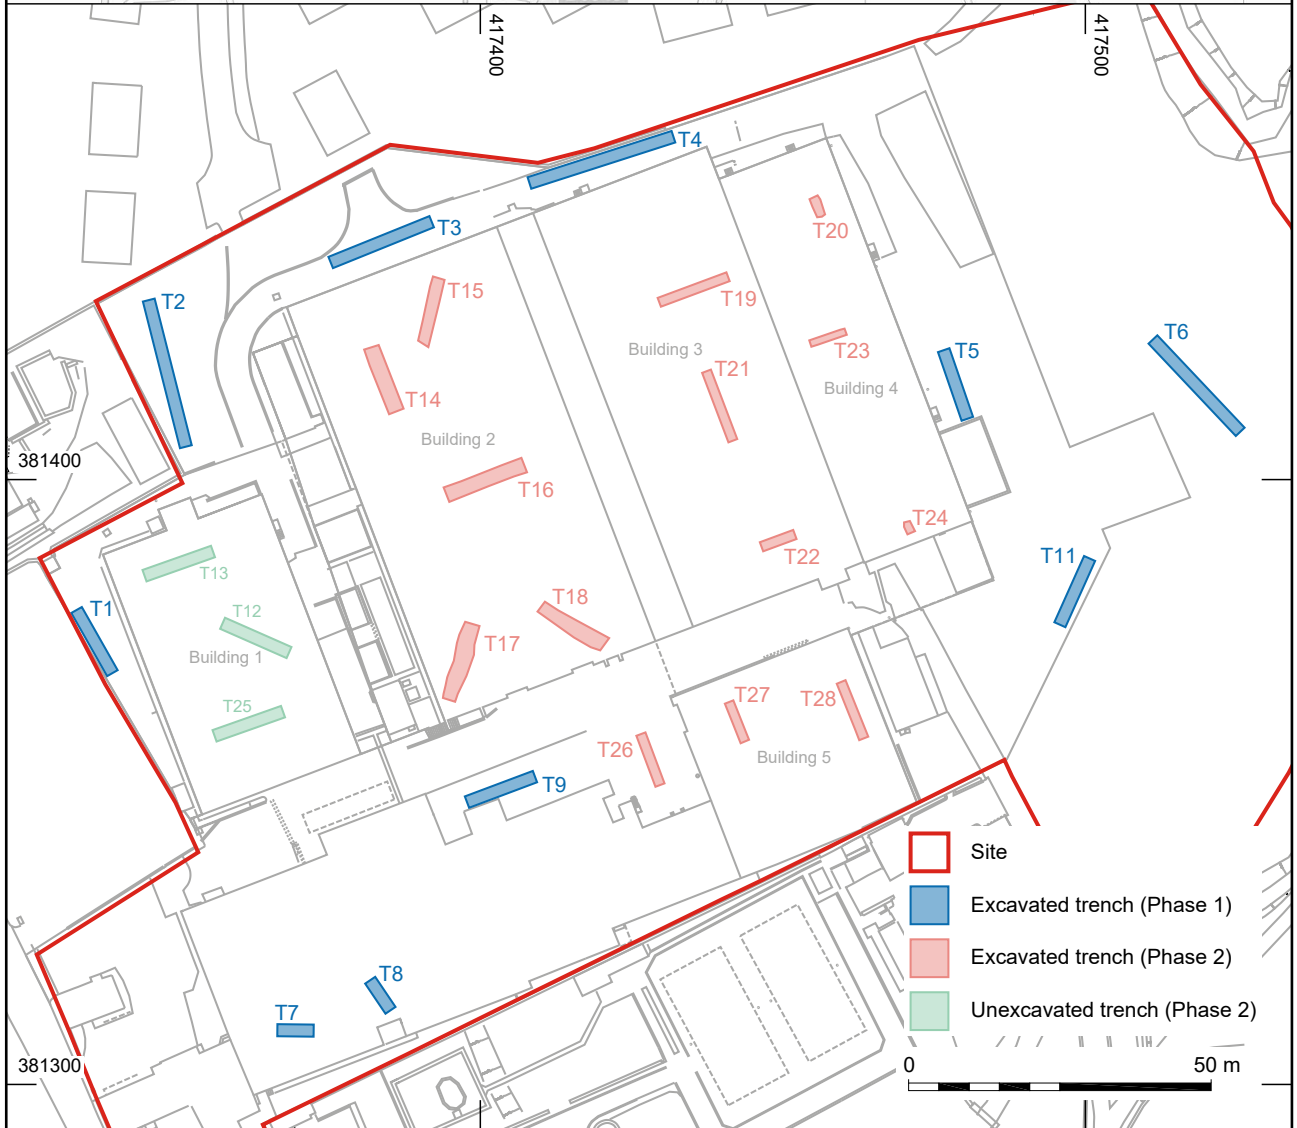 417400
417500
T4
T3
T20
T15
T2
T19
T6
Building 3
T23
T5
T21
Building 4
T14
Building 2
381400
T16
T24
T22
T11
T13
T18
T1
T12
T17
Building 1
T27
T28
T25
T26
Building 5
T9
Site
Excavated trench (Phase 1)
Excavated trench (Phase 2)
T8
T7
Unexcavated trench (Phase 2)
381300
0
50 m